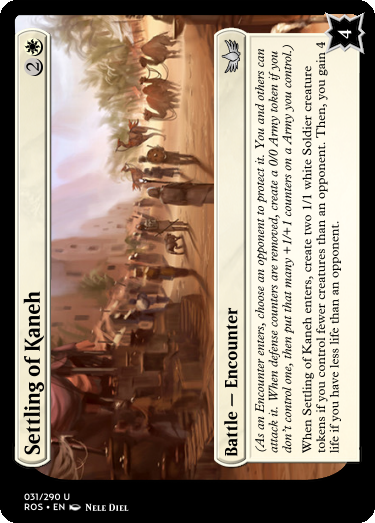 Settling of Kaneh
2
Battle — Encounter
(As an Encounter enters, choose an opponent to protect it. You and others can
attack it. When defense counters are removed, create a 0/0 Army token if you
don't control one, then put that many +1/+1 counters on a Army you control.)
When Settling of Kaneh enters, create two 1/1 white Soldier creature
tokens if you control fewer creatures than an opponent. Then, you gain 4
life if you have less life than an opponent.
4
031/290 U
ROS • EN NELE DIEL